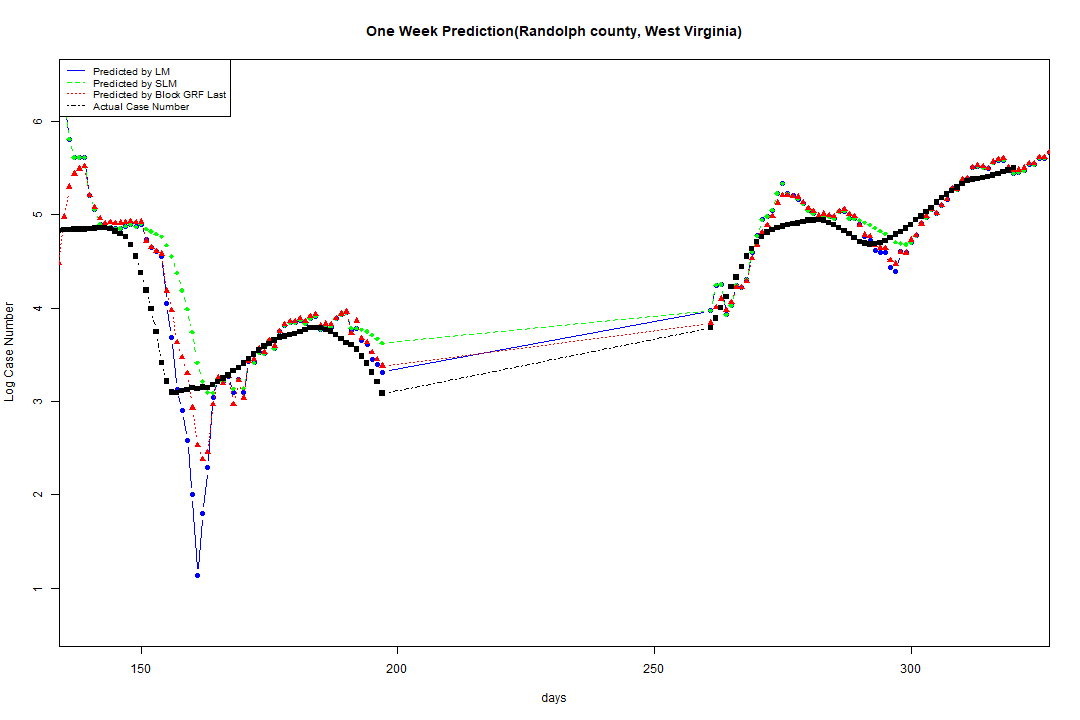 One Week Prediction(Randolph county, West Virginia)
Predicted by LM
Predicted by SLM
Predicted by Block GRF Last
Actual Case Number
6
5
4
3
2
1
Log Case Number
150 200 250 300
days